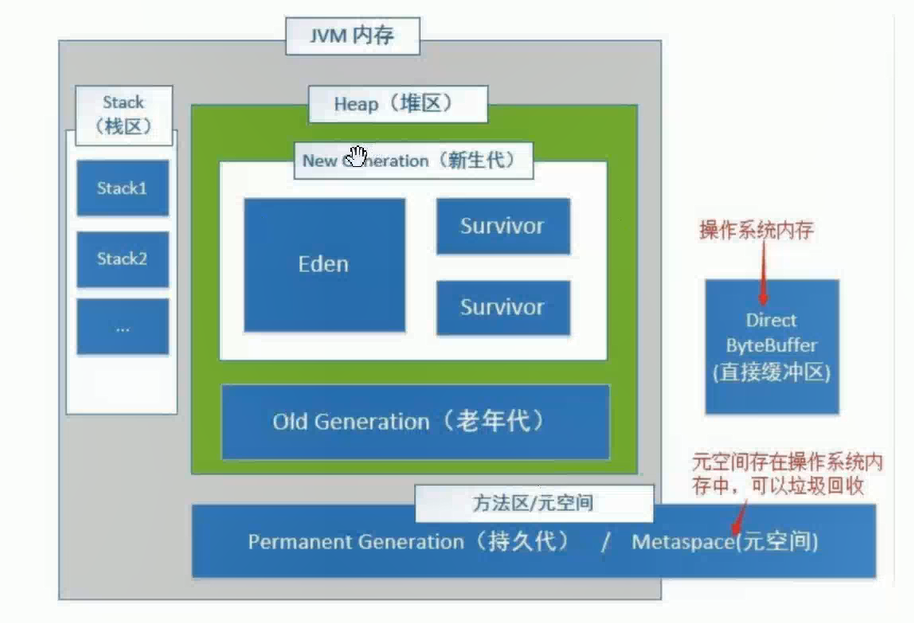 JVM 内存
Stack
（栈区）
Stack1
Stack2
...
Heap（堆区）
New Generation（新生代）
Eden
Survivor
Survivor
Old Generation（老年代）
操作系统内存
Direct
ByteBuffer
(直接缓冲区)
元空间存在操作系统内
存中，可以垃圾回收
方法区/元空间
Permanent Generation（持久代） / Metaspace(元空间)